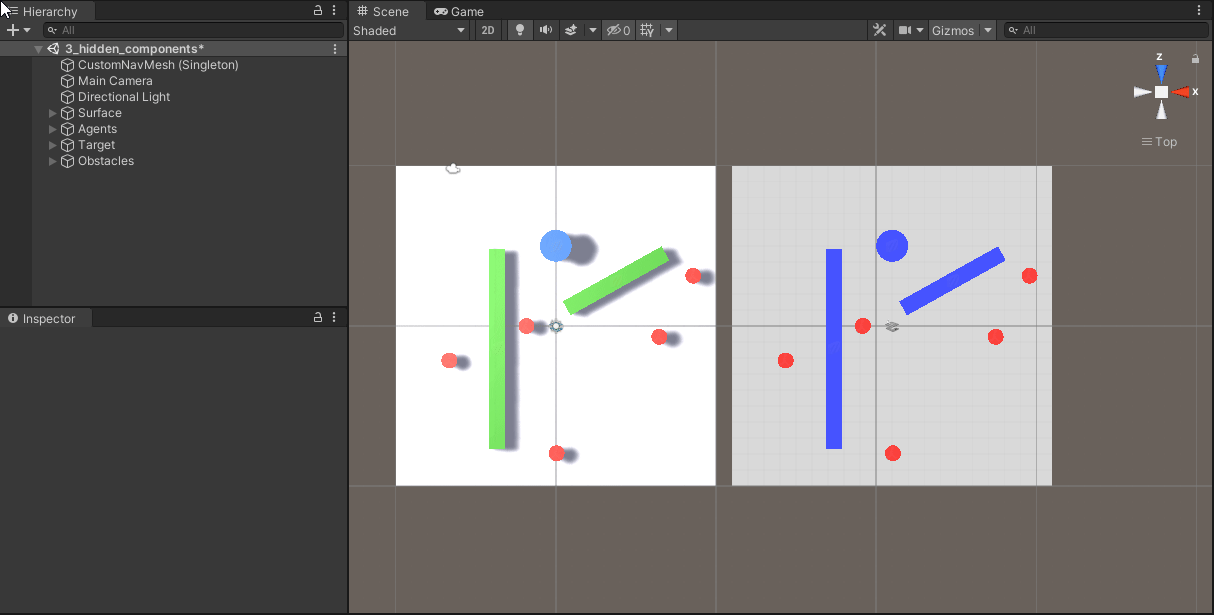 Hierarchy
All
3_hidden_components*
CustomNavMesh (Singleton)
Main Camera
Directional Light
Surface
Agents
Target
Obstacles
Inspector
Scene
Game
Shaded
2D
0
Gizmos
All
z
x
Top